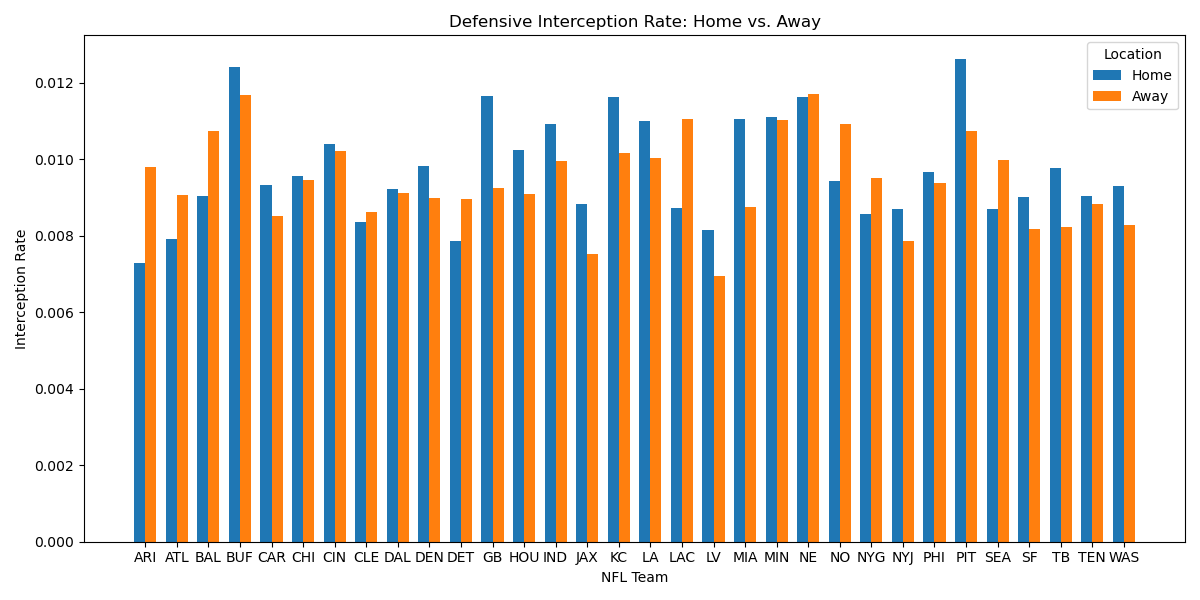 Defensive Interception Rate: Home vs. Away
Location
Home
Away
0.012
0.010
0.008
0.006
0.004
0.002
0.000
Interception Rate
ARI ATL BAL BUF CAR CHI CIN CLE DAL DEN DET GB HOU IND JAX KC LA LAC LV MIA MIN NE NO NYG NYJ PHI PIT SEA SF TB TEN WAS
NFL Team